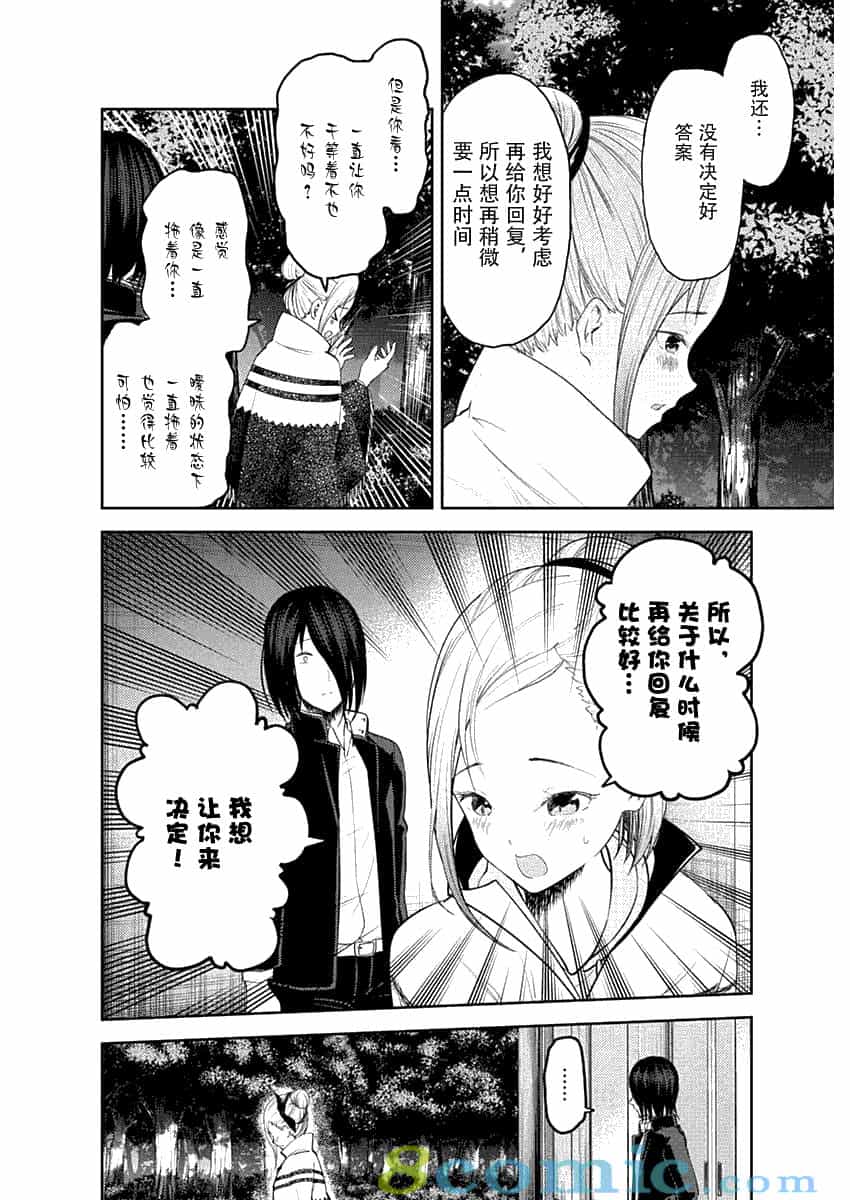 我还…
没有决定好
答案
我想好好考虑
再给你回复，
所以想再稍微
要一点时间
但是你看…
一直让你
干等着不也
不好吗？
感觉
像是一直
拖着你…
暧昧的状态下
一直拖着
也觉得比较
可怕……
所以，
关于什么时候
再给你回复
比较好…
我想
让你来
决定！
……
8comic.com